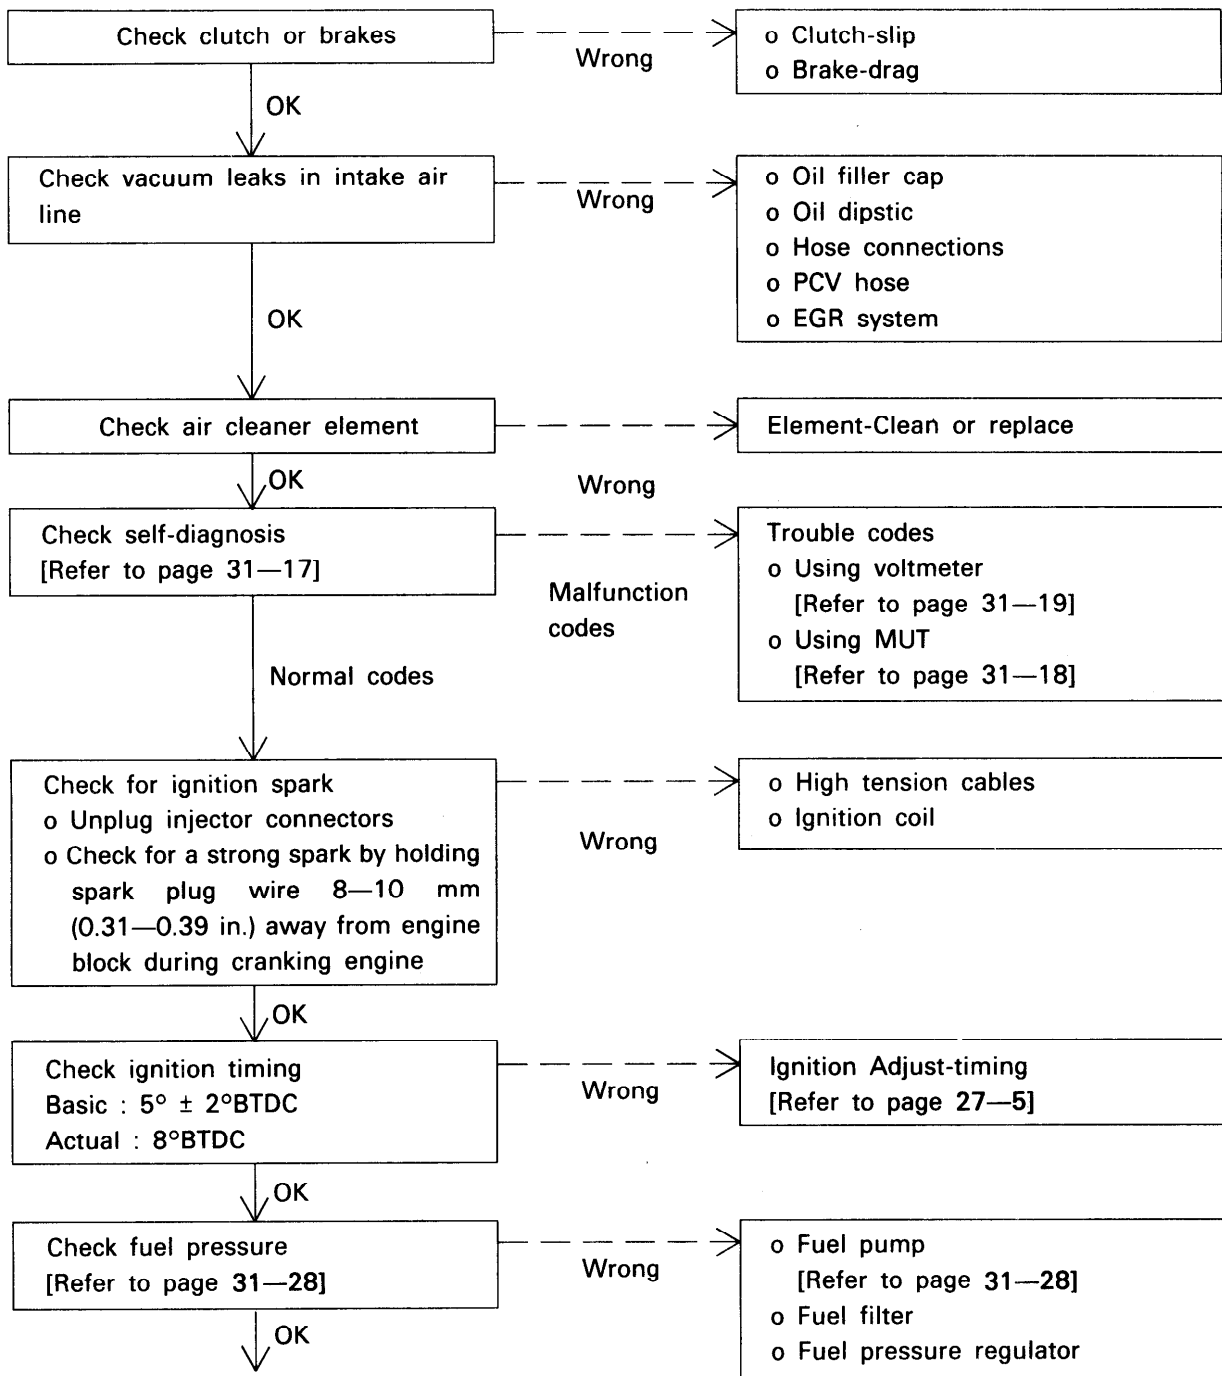 Check clutch or brakes
Wrong
o Clutch-slip
o Brake-drag
OK
Check vacuum leaks in intake air
line
Wrong
o Oil filler cap
o Oil dipstic
o Hose connections
o PCV hose
o EGR system
OK
Check air cleaner element
Wrong
Element-Clean or replace
OK
Check self-diagnosis
[Refer to page 31—17]
Malfunction
codes
Trouble codes
o Using voltmeter
[Refer to page 31—19]
o Using MUT
[Refer to page 31—18]
Normal codes
Check for ignition spark
o Unplug injector connectors
o Check for a strong spark by holding
spark plug wire 8—10 mm
(0.31—0.39 in.) away from engine
block during cranking engine
Wrong
o High tension cables
o Ignition coil
OK
Check ignition timing
Basic : 5° ± 2°BTDC
Actual : 8°BTDC
Wrong
Ignition Adjust-timing
[Refer to page 27—5]
OK
Check fuel pressure
[Refer to page 31—28]
Wrong
o Fuel pump
[Refer to page 31—28]
o Fuel filter
o Fuel pressure regulator
OK